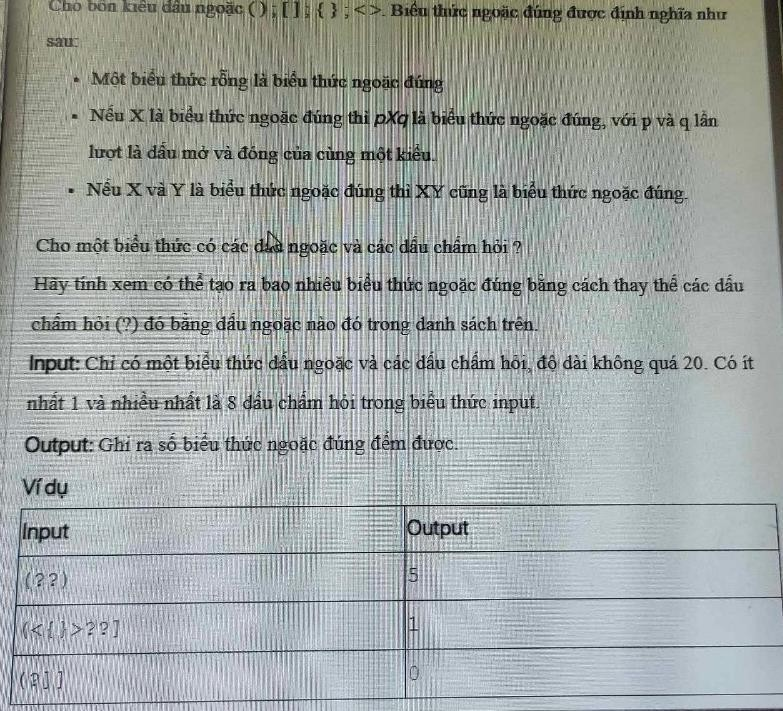 Cho bốn kiểu dấu ngoặc ( ) ; [ ] ; { } ; < >. Biểu thức ngoặc đúng được định nghĩa như
sau:
• Một biểu thức rỗng là biểu thức ngoặc đúng
• Nếu X là biểu thức ngoặc đúng thì pXq là biểu thức ngoặc đúng, với p và q lần
lượt là dấu mở và đóng của cùng một kiểu.
• Nếu X và Y là biểu thức ngoặc đúng thì XY cũng là biểu thức ngoặc đúng.
Cho một biểu thức có các dấu ngoặc và các dấu chấm hỏi ?
Hãy tính xem có thể tạo ra bao nhiêu biểu thức ngoặc đúng bằng cách thay thế các dấu
chấm hỏi (?) đó bằng dấu ngoặc nào đó trong danh sách trên.
Input: Chỉ có một biểu thức dấu ngoặc và các dấu chấm hỏi, độ dài không quá 20. Có ít
nhất 1 và nhiều nhất là 8 dấu chấm hỏi trong biểu thức input.
Output: Ghi ra số biểu thức ngoặc đúng đếm được.
Ví dụ
Input Output
(??) 5
(<{}>??] 1
(?]] 0